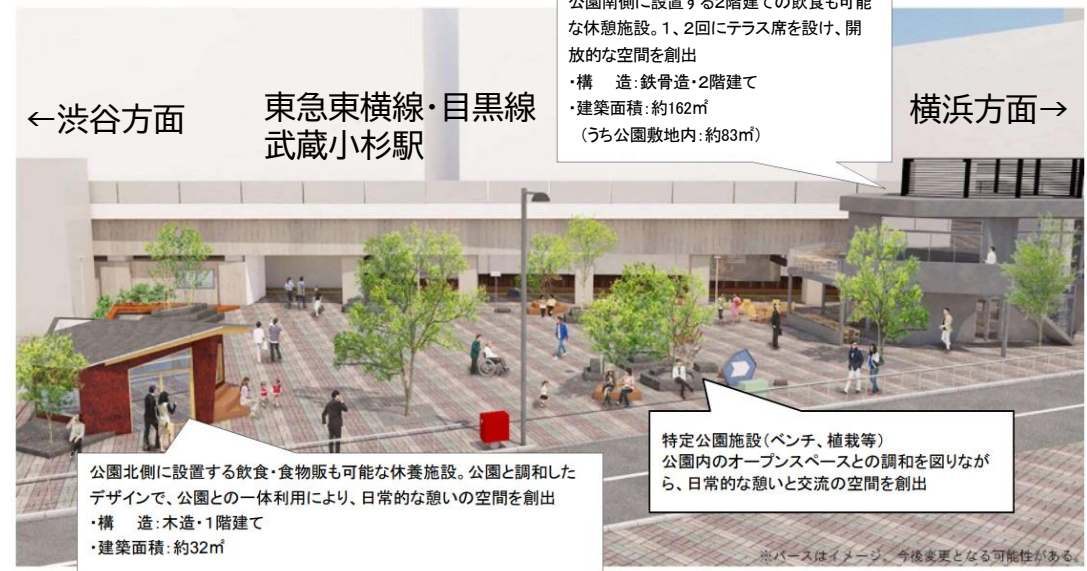 公園南側に設置する2階建ての飲食も可能
な休憩施設。1、2回にテラス席を設け、開
放的な空間を創出
・構　造：鉄骨造・2階建て
・建築面積：約162㎡
（うち公園敷地内：約83㎡）
←渋谷方面
東急東横線・目黒線
武蔵小杉駅
横浜方面→
特定公園施設（ベンチ、植栽等）
公園内のオープンスペースとの調和を図りなが
ら、日常的な憩いと交流の空間を創出
公園北側に設置する飲食・食物販も可能な休養施設。公園と調和した
デザインで、公園との一体利用により、日常的な憩いの空間を創出
・構　造：木造・1階建て
・建築面積：約32㎡
※パースはイメージ。今後変更となる可能性がある。